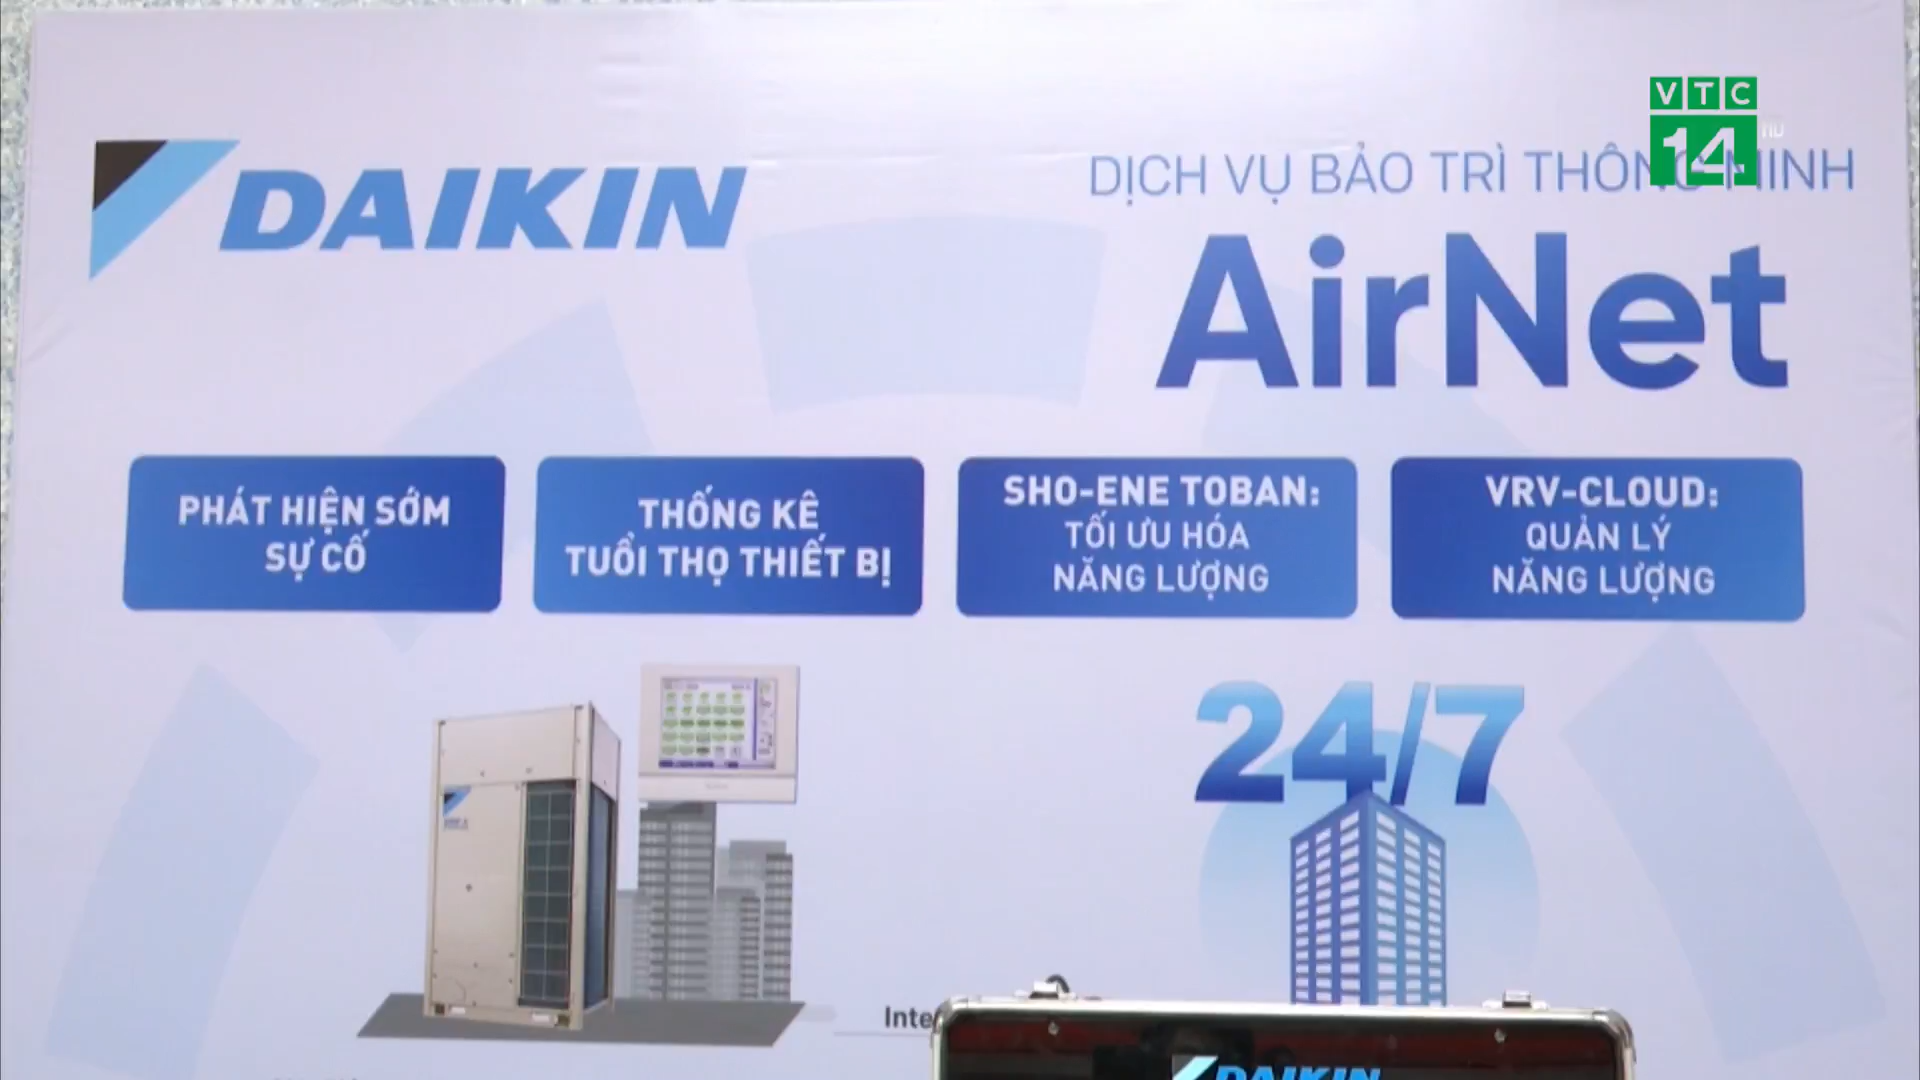 VTC
14
DAIKIN
DỊCH VỤ BẢO TRÌ THÔNG MINH
AirNet
PHÁT HIỆN SỚM
SỰ CỐ
THỐNG KÊ
TUỔI THỌ THIẾT BỊ
SHO-ENE TOBAN:
TỐI ƯU HÓA
NĂNG LƯỢNG
VRV-CLOUD:
QUẢN LÝ
NĂNG LƯỢNG
24/7
Inte
DAIKIN